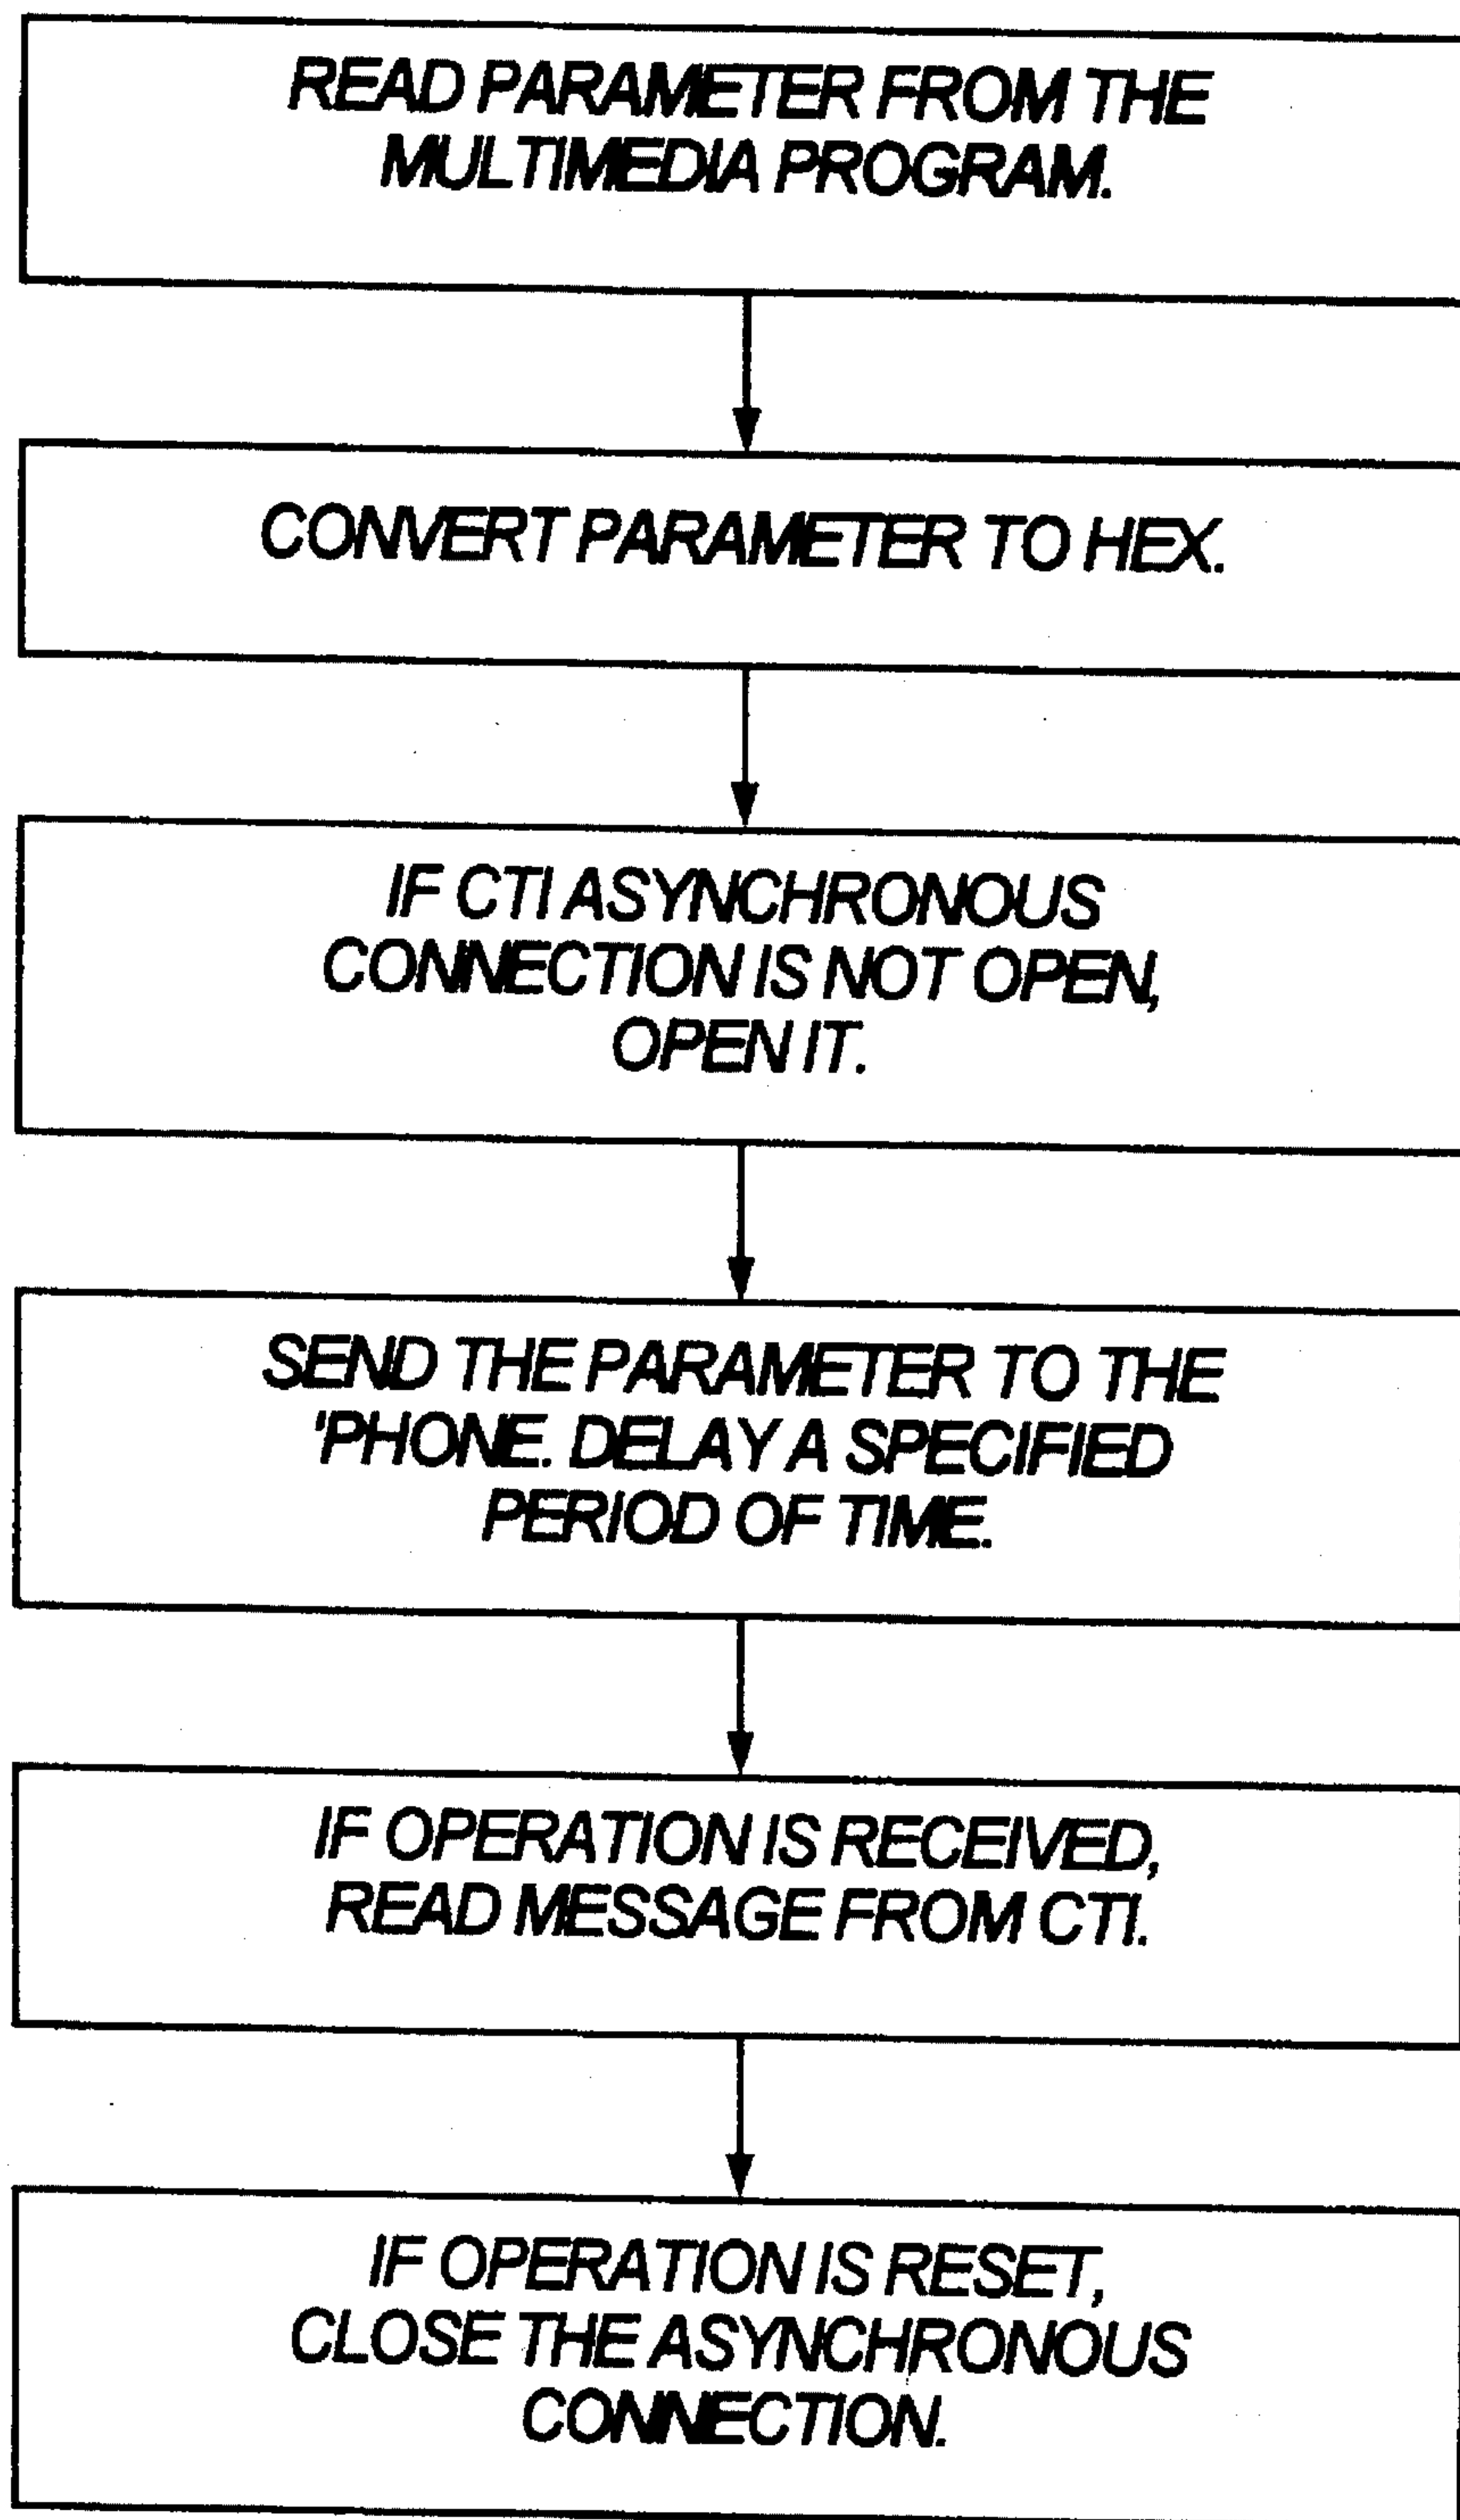 READ PARAMETER FROM THE
MULTIMEDIA PROGRAM.
CONVERT PARAMETER TO HEX.
IF CTI ASYNCHRONOUS
CONNECTION IS NOT OPEN,
OPEN IT.
SEND THE PARAMETER TO THE
'PHONE. DELAY A SPECIFIED
PERIOD OF TIME.
IF OPERATION IS RECEIVED,
READ MESSAGE FROM CTI.
IF OPERATION IS RESET,
CLOSE THE ASYNCHRONOUS
CONNECTION.